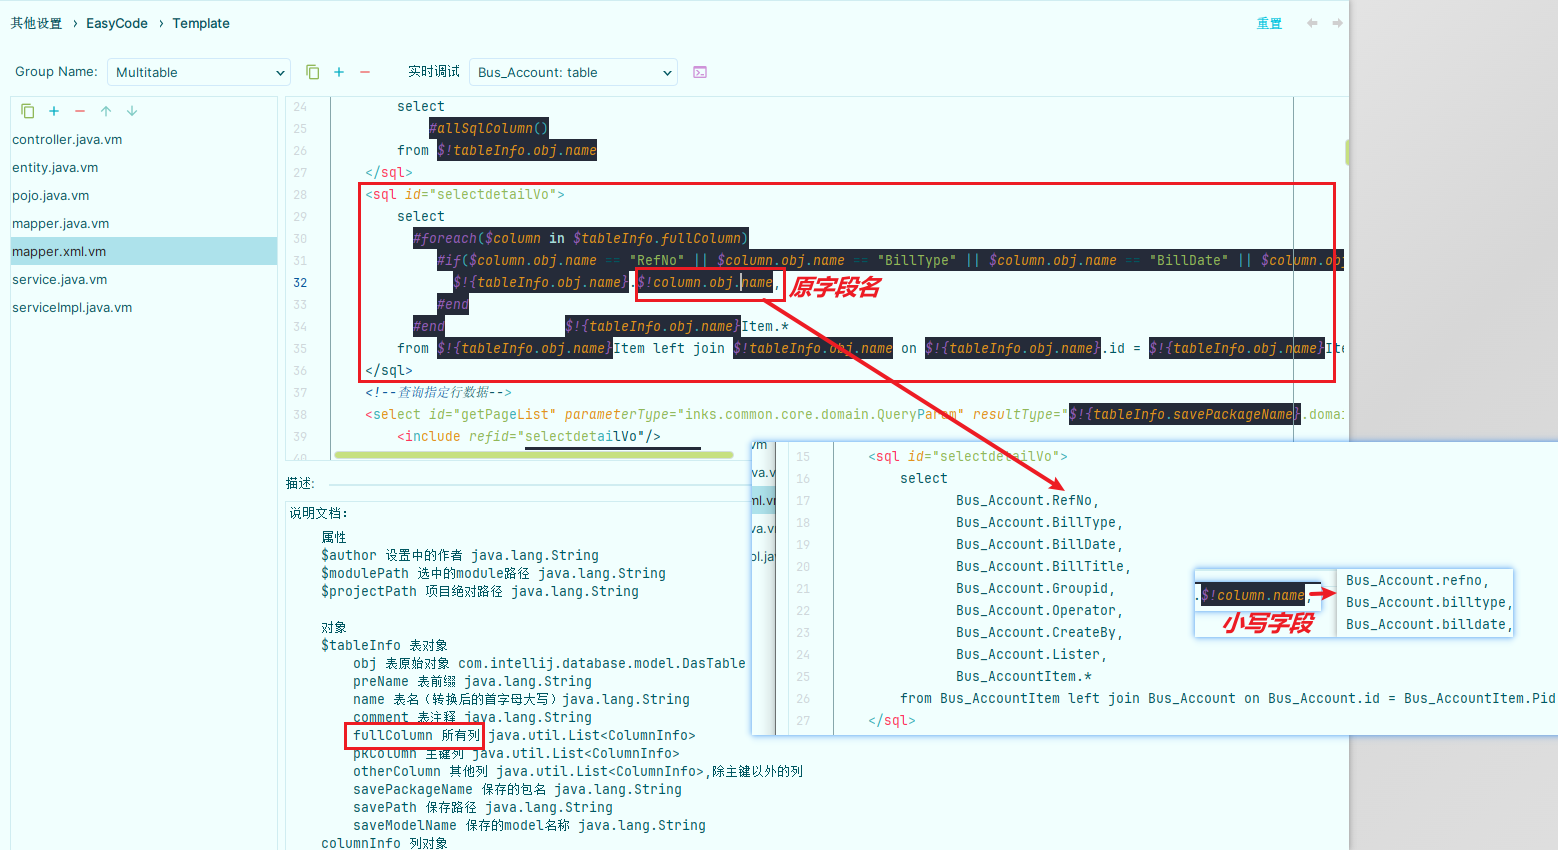 其他设置 › EasyCode › Template
重置
Group Name: Multitable
实时调试 Bus_Account: table
controller.java.vm
entity.java.vm
pojo.java.vm
mapper.java.vm
mapper.xml.vm
service.java.vm
serviceImpl.java.vm
24 select
25 #allSqlColumn()
26 from $!tableInfo.obj.name
27 </sql>
28 <sql id="selectdetailVo">
29 select
30 #foreach($column in $tableInfo.fullColumn)
31 #if($column.obj.name == "RefNo" || $column.obj.name == "BillType" || $column.obj.name == "BillDate" || $column.ob
32 $!{tableInfo.obj.name}.$!column.obj.name,
原字段名
33 #end
34 #end $!{tableInfo.obj.name}Item.*
35 from $!{tableInfo.obj.name}Item left join $!tableInfo.obj.name on $!{tableInfo.obj.name}.id = $!{tableInfo.obj.name}Ite
36 </sql>
37 <!--查询指定行数据-->
38 <select id="getPageList" parameterType="inks.common.core.domain.QueryParam" resultType="$!{tableInfo.savePackageName}.domai
39 <include refid="selectdetailVo"/>
40
描述:
说明文档:
属性
$author 设置中的作者 java.lang.String
$modulePath 选中的module路径 java.lang.String
$projectPath 项目绝对路径 java.lang.String
对象
$tableInfo 表对象
obj 表原始对象 com.intellij.database.model.DasTable
preName 表前缀 java.lang.String
name 表名（转换后的首字母大写）java.lang.String
comment 表注释 java.lang.String
fullColumn 所有列 java.util.List<ColumnInfo>
pkColumn 主键列 java.util.List<ColumnInfo>
otherColumn 其他列 java.util.List<ColumnInfo>,除主键以外的列
savePackageName 保存的包名 java.lang.String
savePath 保存路径 java.lang.String
saveModelName 保存的model名称 java.lang.String
columnInfo 列对象
vm
va.v
ml.vm
va.v
ol.ja
15 <sql id="selectdetailVo">
16 select
17 Bus_Account.RefNo,
18 Bus_Account.BillType,
19 Bus_Account.BillDate,
20 Bus_Account.BillTitle,
21 Bus_Account.Groupid,
22 Bus_Account.Operator,
23 Bus_Account.CreateBy,
24 Bus_Account.Lister,
25 Bus_AccountItem.*
26 from Bus_AccountItem left join Bus_Account on Bus_Account.id = Bus_AccountItem.Pid
27 </sql>
.$!column.name,
小写字段
Bus_Account.refno,
Bus_Account.billtype,
Bus_Account.billdate,